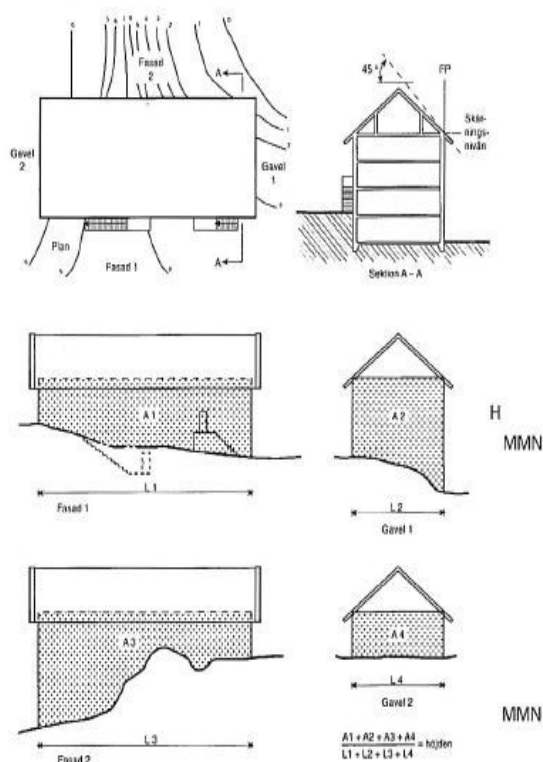 Fasad
2
A
A
Gavel
2
Gavel
1
Plan
Fasad 1
45°
FP
Skär-
nings-
nivån
Sektion A – A
A 1
L 1
Fasad 1
A 2
L 2
Gavel 1
H
MMN
A 3
L 3
Fasad 2
A 4
L 4
Gavel 2
MMN
A1 + A2 + A3 + A4
L1 + L2 + L3 + L4
= höjden